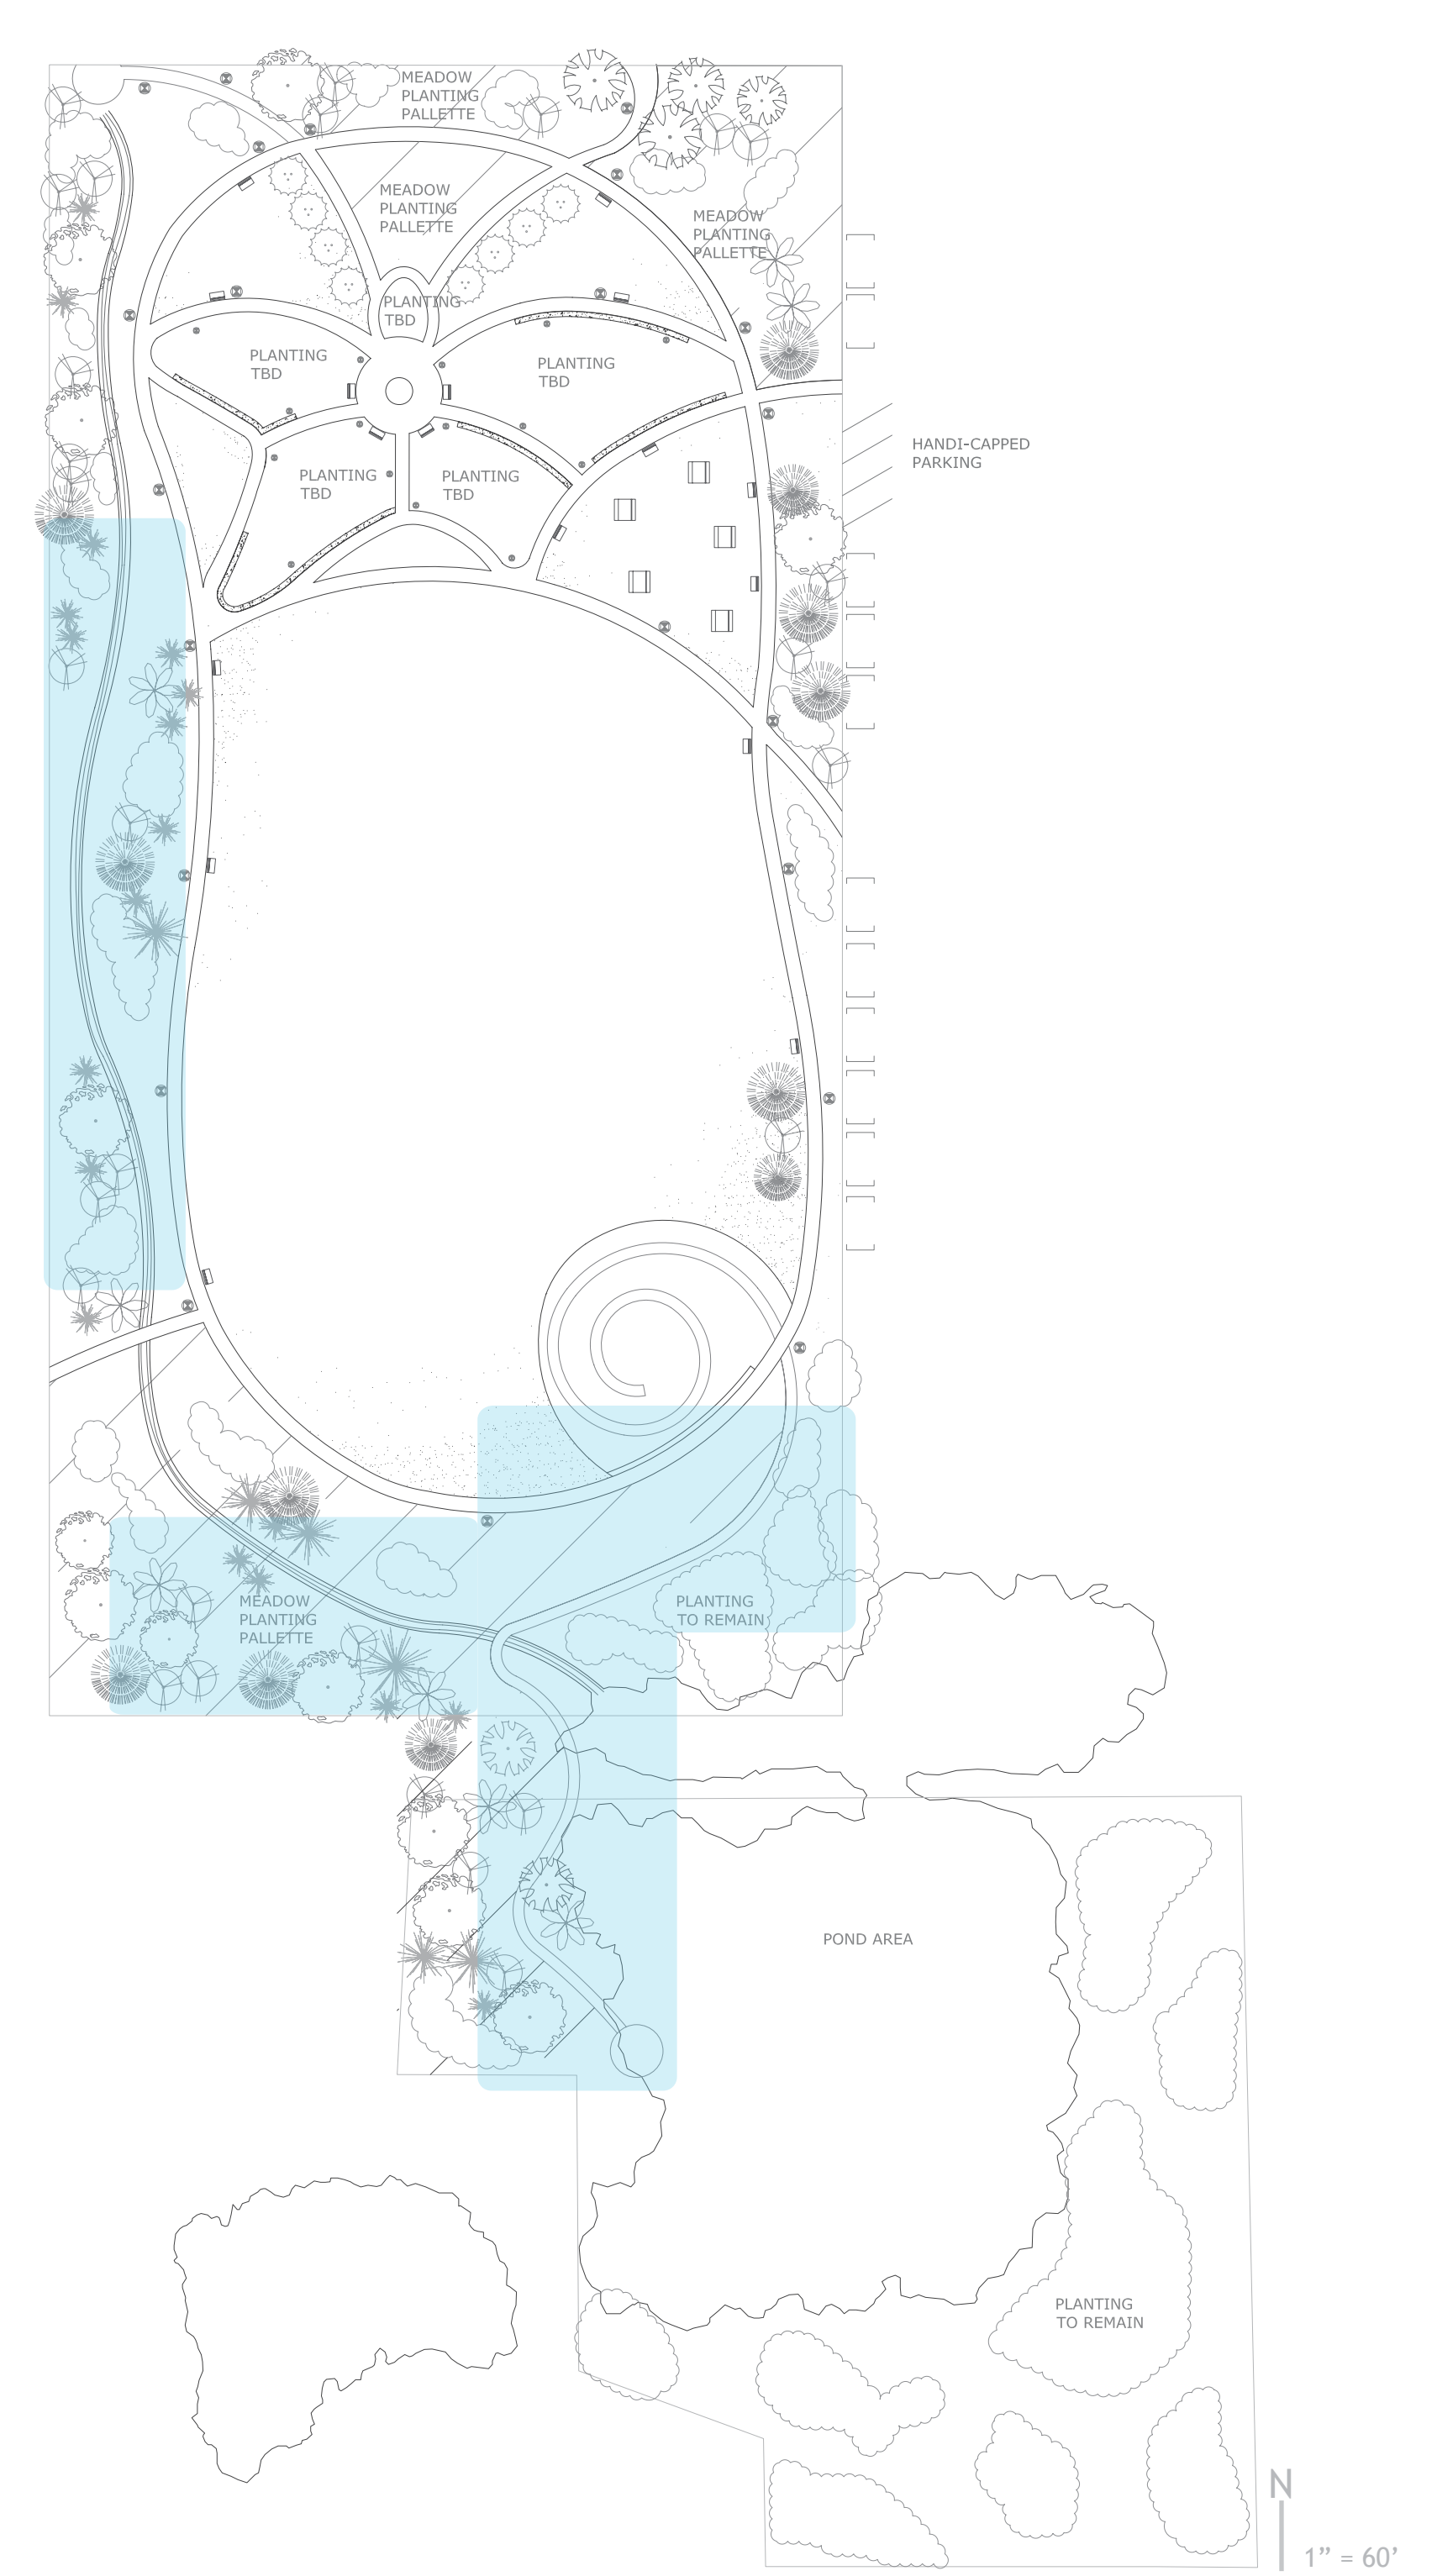 MEADOW
PLANTING
PALLETTE
MEADOW
PLANTING
PALLETTE
MEADOW
PLANTING
PALLETTE
PLANTING
TBD
PLANTING
TBD
PLANTING
TBD
HANDI-CAPPED
PARKING
PLANTING
TBD
PLANTING
TBD
MEADOW
PLANTING
PALLETTE
PLANTING
TO REMAIN
POND AREA
PLANTING
TO REMAIN
N
1” = 60’